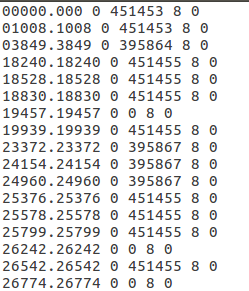 00000.000 0 451453 8 0
01008.1008 0 451453 8 0
03849.3849 0 395864 8 0
18240.18240 0 451455 8 0
18528.18528 0 451455 8 0
18830.18830 0 451455 8 0
19457.19457 0 0 8 0
19939.19939 0 451455 8 0
23372.23372 0 395867 8 0
24154.24154 0 395867 8 0
24960.24960 0 395867 8 0
25376.25376 0 451455 8 0
25578.25578 0 451455 8 0
25799.25799 0 451455 8 0
26242.26242 0 0 8 0
26542.26542 0 451455 8 0
26774.26774 0 0 8 0